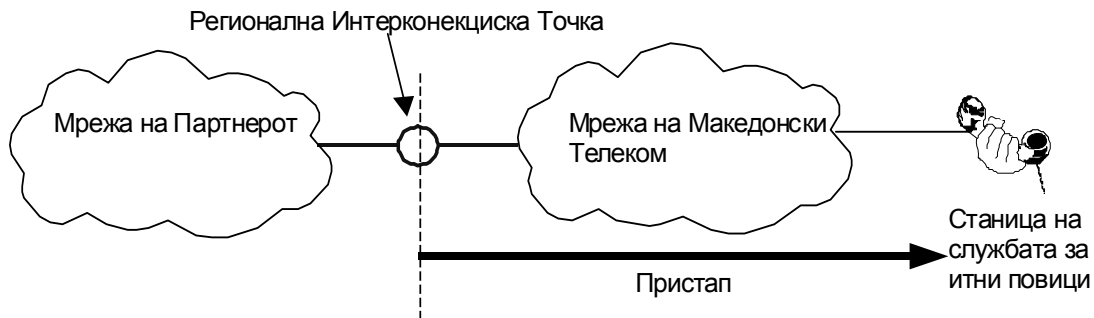 Регионална Интерконекциска Точка
Мрежа на Партнерот
Мрежа на Македонски
Телеком
Станица на
службата за
итни повици
Пристап